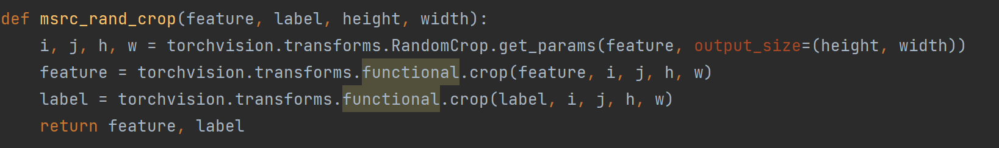 def msrc_rand_crop(feature, label, height, width):
    i, j, h, w = torchvision.transforms.RandomCrop.get_params(feature, output_size=(height, width))
    feature = torchvision.transforms.functional.crop(feature, i, j, h, w)
    label = torchvision.transforms.functional.crop(label, i, j, h, w)
    return feature, label